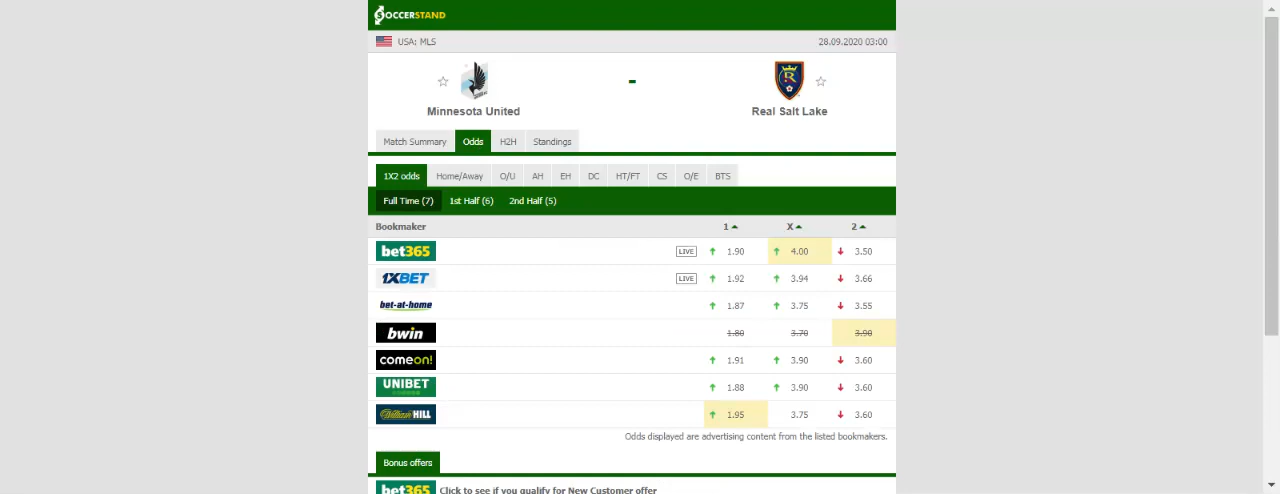 SOCCERSTAND
USA: MLS 28.09.2020 03:00
-
Minnesota United Real Salt Lake
Match Summary Odds H2H Standings
1X2 odds Home/Away O/U AH EH DC HT/FT CS O/E BTS
Full Time (7) 1st Half (6) 2nd Half (5)
Bookmaker 1 X 2
bet365 LIVE 1.90 4.00 3.50
1XBET LIVE 1.92 3.94 3.66
bet-at-home 1.87 3.75 3.55
bwin 1.80 3.70 3.90
comeon! 1.91 3.90 3.60
UNIBET 1.88 3.90 3.60
William HILL 1.95 3.75 3.60
Odds displayed are advertising content from the listed bookmakers.
Bonus offers
bet365 Click to see if you qualify for New Customer offer